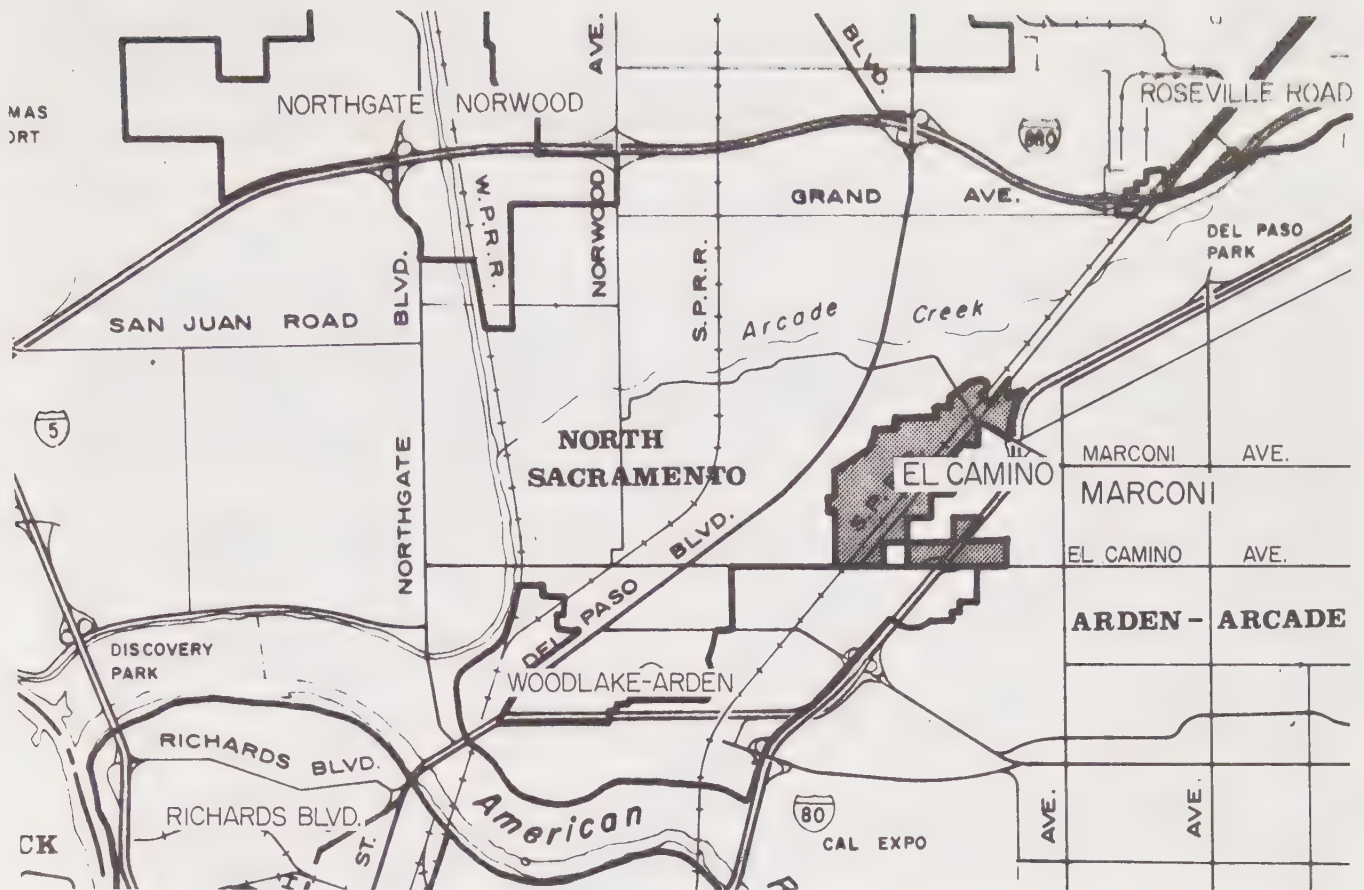 AVE.
BLVD.
NORTHGATE
NORWOOD
ROSEVILLE ROAD
MAS
ORT
W.P.R.R.
NORWOOD
GRAND AVE.
DEL PASO
PARK
BLVD.
S.P.R.R.
SAN JUAN ROAD
Arcade Creek
5
NORTHGATE
NORTH
SACRAMENTO
EL CAMINO
S.P.
MARCONI AVE.
MARCONI
DEL PASO BLVD.
EL CAMINO AVE.
ARDEN-ARCADE
DISCOVERY
PARK
WOODLAKE-ARDEN
RICHARDS BLVD.
RICHARDS BLVD.
American
80
CAL EXPO
AVE.
AVE.
CK
ST.
R